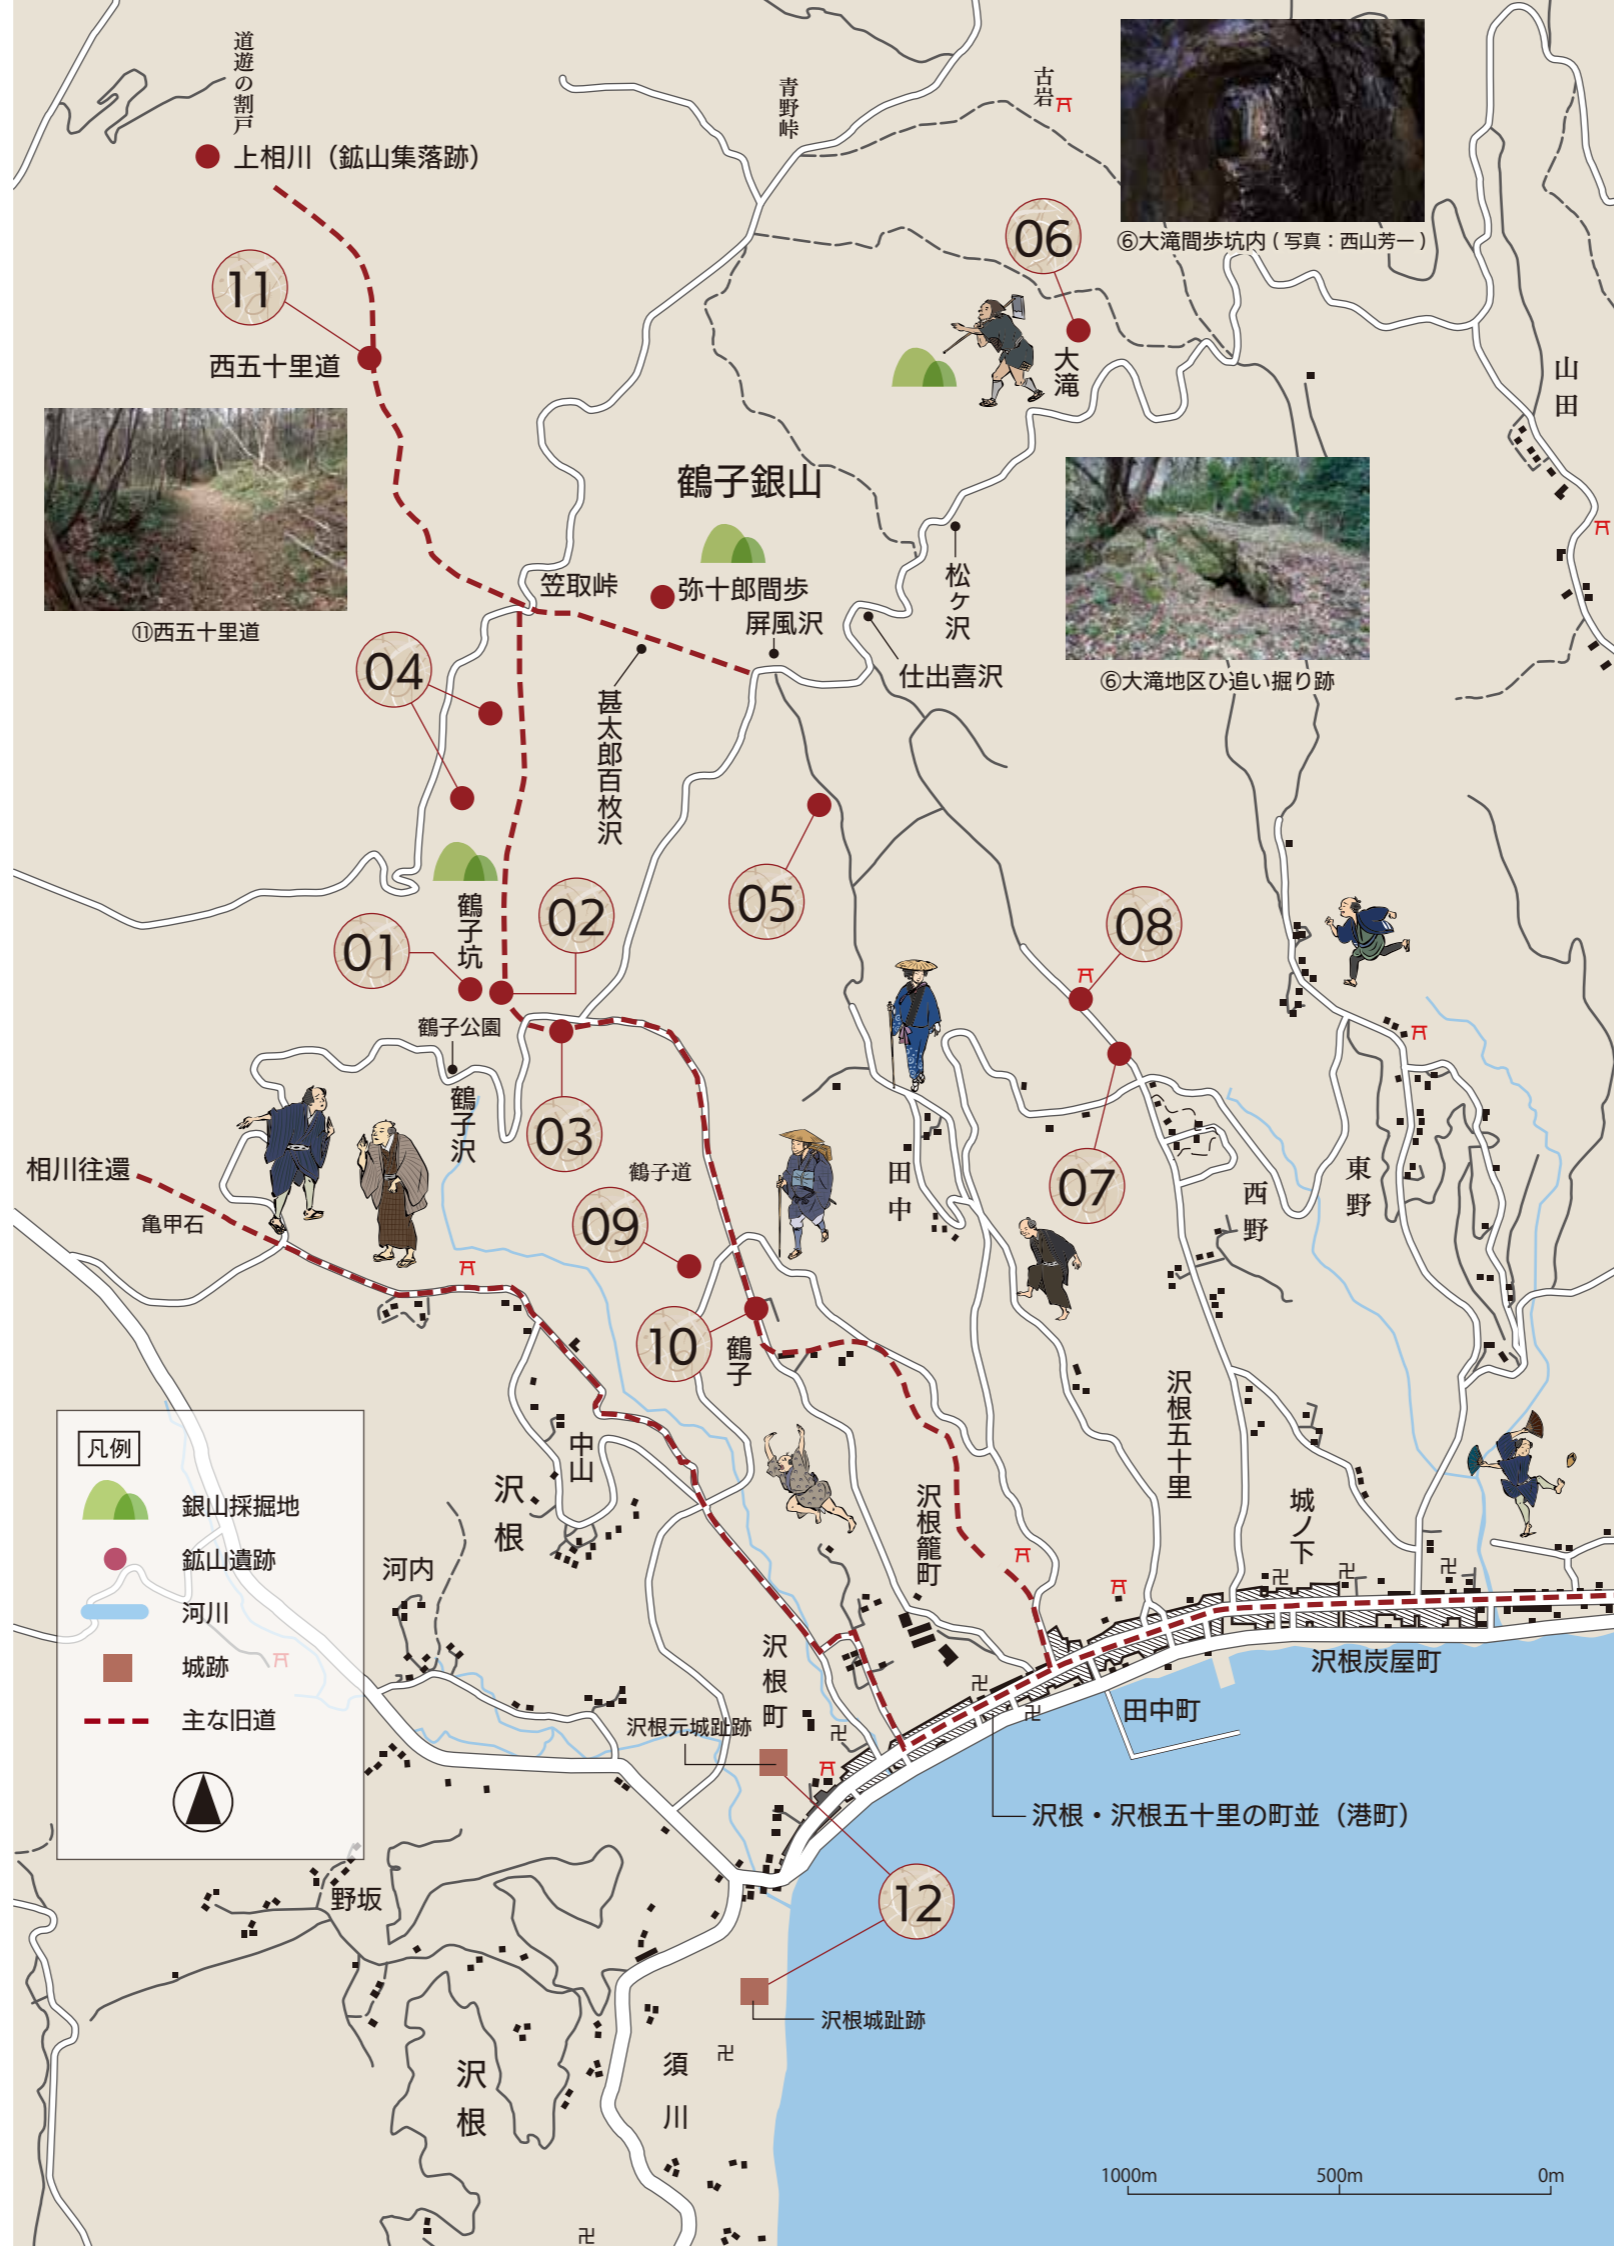 道遊の割戸
上相川（鉱山集落跡）
青野峠
古岩
⑥大滝間歩坑内 ( 写真：西山芳一 )
06
大滝
11
西五十里道
⑪西五十里道
山田
鶴子銀山
笠取峠
弥十郎間歩
屏風沢
松ヶ沢
仕出喜沢
⑥大滝地区ひ追い掘り跡
04
甚太郎百枚沢
05
鶴子坑
01
02
08
鶴子公園
鶴子沢
03
鶴子道
09
田中
07
西野
東野
相川往還
亀甲石
10
鶴子
沢根五十里
城ノ下
沢根籠町
中山
沢根
河内
凡例
銀山採掘地
鉱山遺跡
河川
城跡
主な旧道
沢根町
沢根元城趾跡
沢根炭屋町
田中町
沢根・沢根五十里の町並（港町）
12
野坂
沢根城趾跡
沢根
須川
1000m
500m
0m